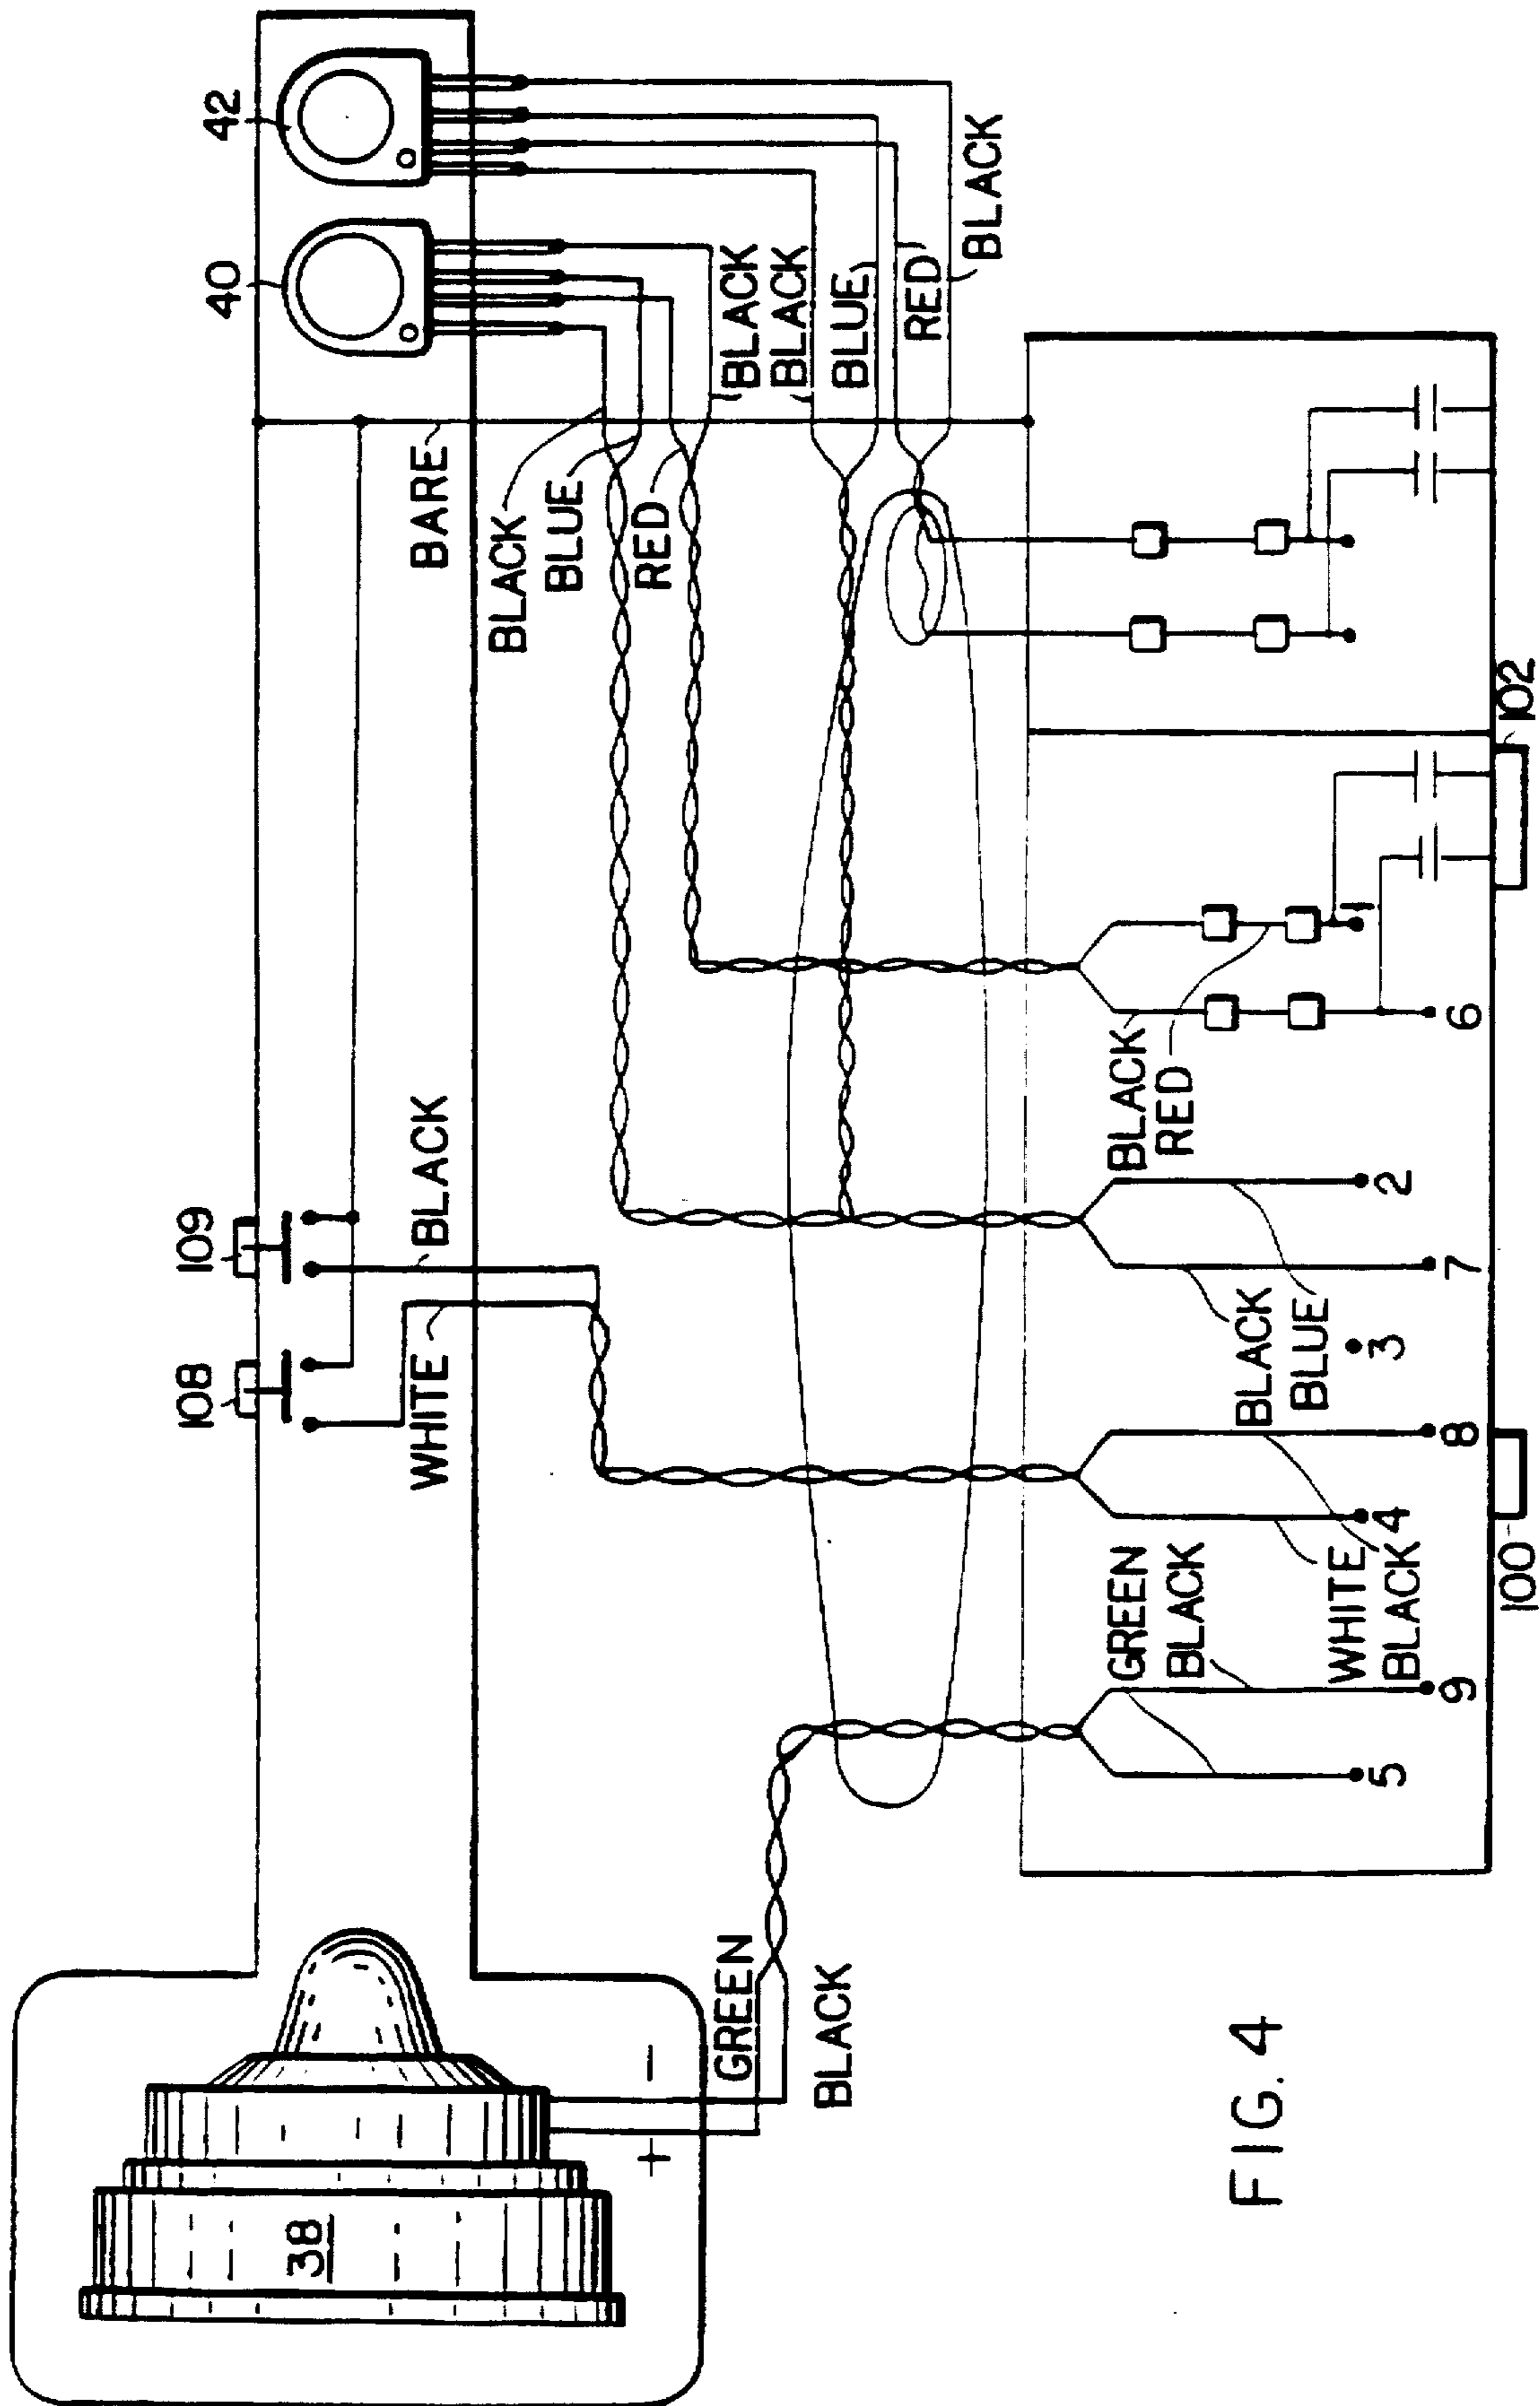 42
40
BARE
BLACK
BLUE
RED
BLACK
BLACK
BLUE
RED
BLACK
109
108
BLACK
WHITE
38
+
−
GREEN
BLACK
GREEN
BLACK
WHITE
BLACK
BLACK
BLUE
BLACK
RED
5
9
4
8
3
7
2
6
1
100
102
FIG. 4